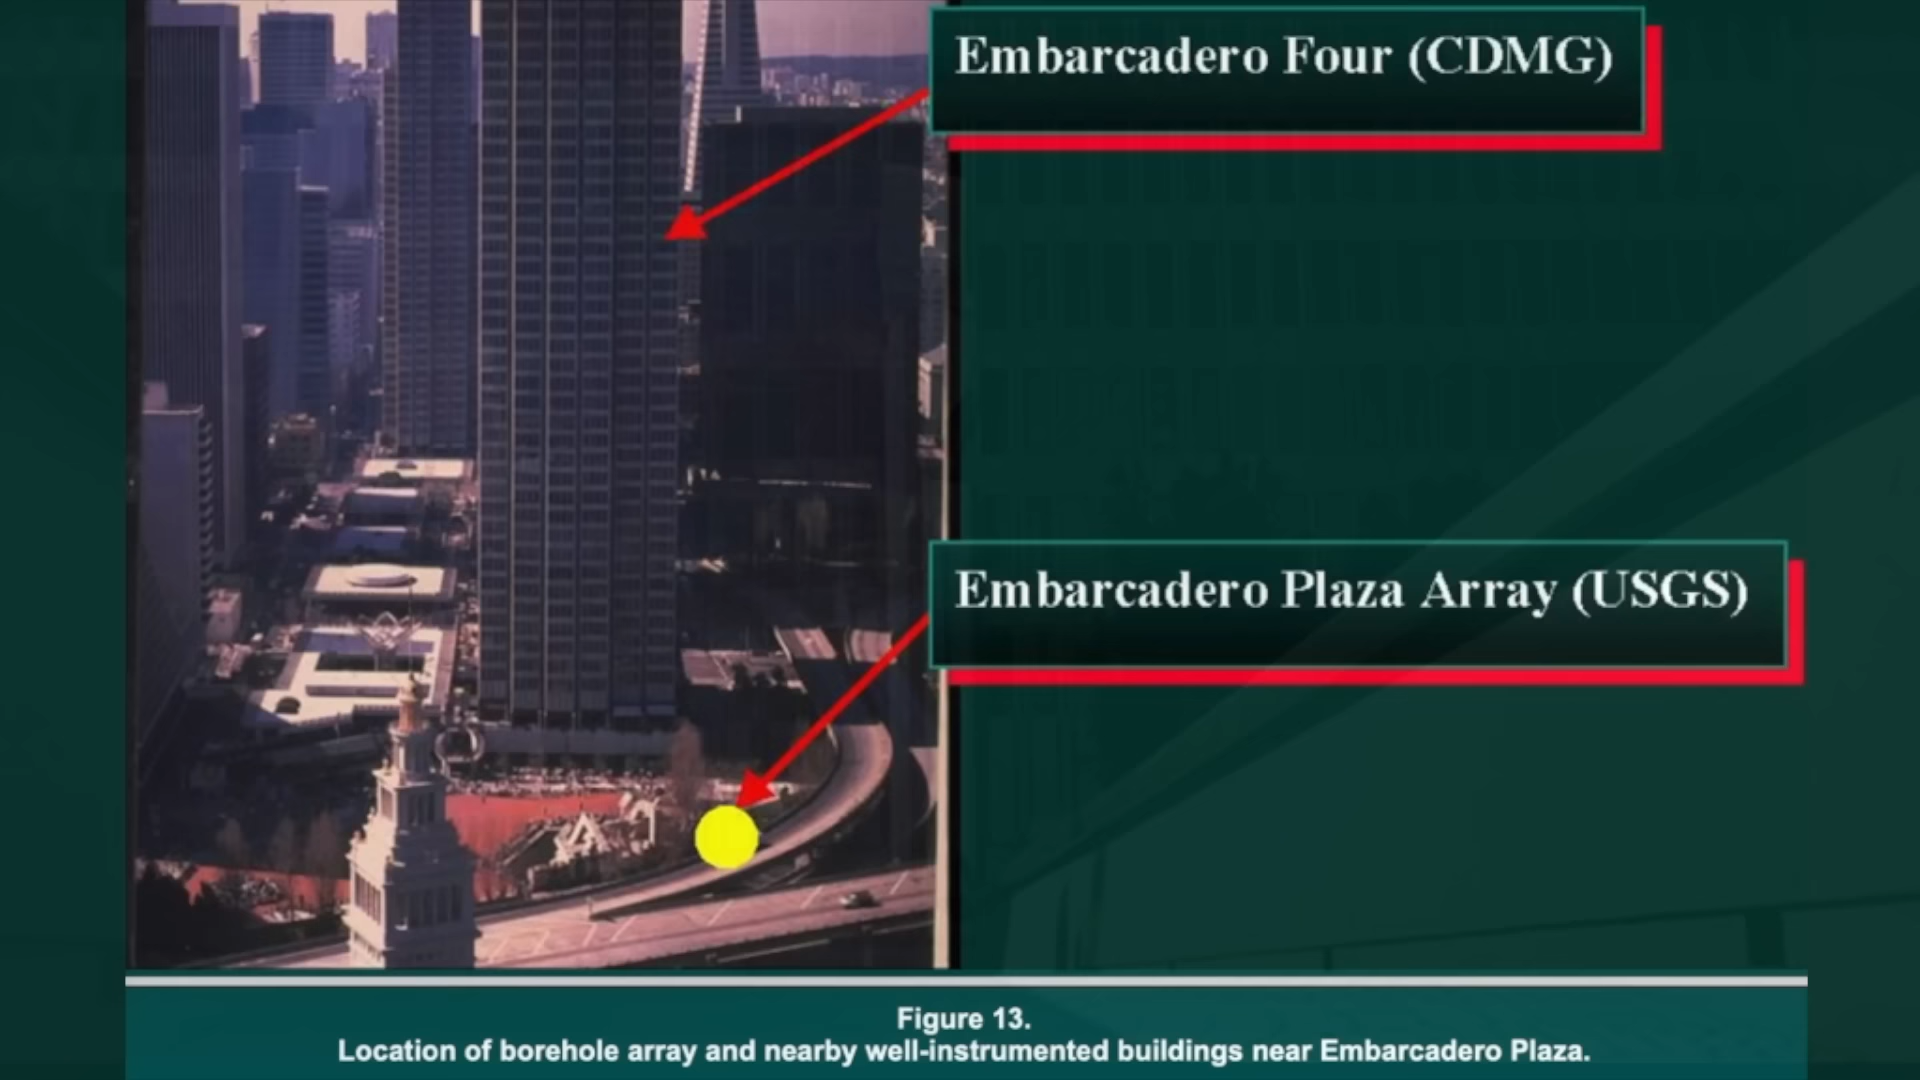 Embarcadero Four (CDMG)
Embarcadero Plaza Array (USGS)
Figure 13.
Location of borehole array and nearby well-instrumented buildings near Embarcadero Plaza.